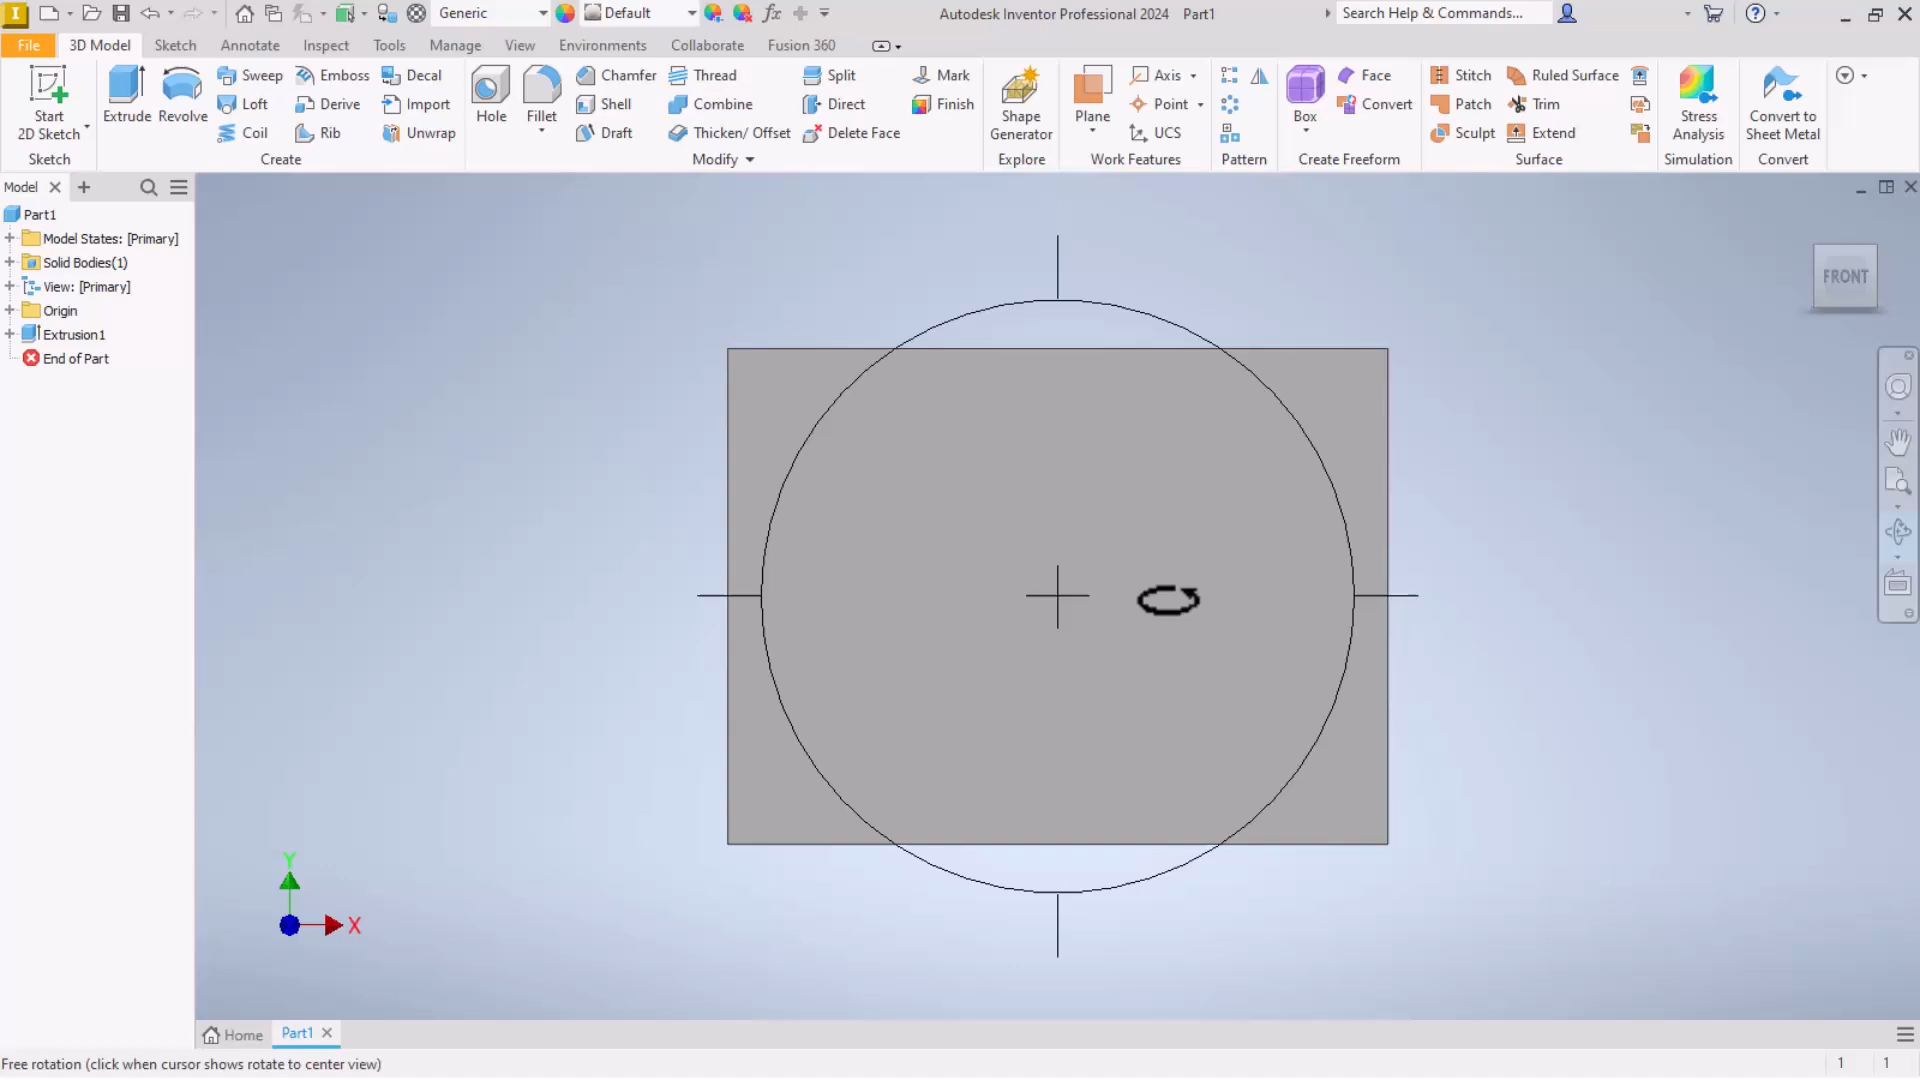 Generic
Default
Autodesk Inventor Professional 2024 Part1
Search Help & Commands...
File
3D Model
Sketch
Annotate
Inspect
Tools
Manage
View
Environments
Collaborate
Fusion 360
Start
2D Sketch
Sketch
Extrude
Revolve
Sweep
Emboss
Decal
Loft
Derive
Import
Coil
Rib
Unwrap
Create
Hole
Fillet
Chamfer
Thread
Split
Shell
Combine
Direct
Draft
Thicken/ Offset
Delete Face
Modify
Mark
Finish
Shape
Generator
Explore
Plane
Axis
Point
UCS
Work Features
Pattern
Box
Face
Convert
Create Freeform
Stitch
Ruled Surface
Patch
Trim
Sculpt
Extend
Surface
Stress
Analysis
Simulation
Convert to
Sheet Metal
Convert
Model
Part1
Model States: [Primary]
Solid Bodies(1)
View: [Primary]
Origin
Extrusion1
End of Part
FRONT
Y
X
Home
Part1
Free rotation (click when cursor shows rotate to center view)
1 1